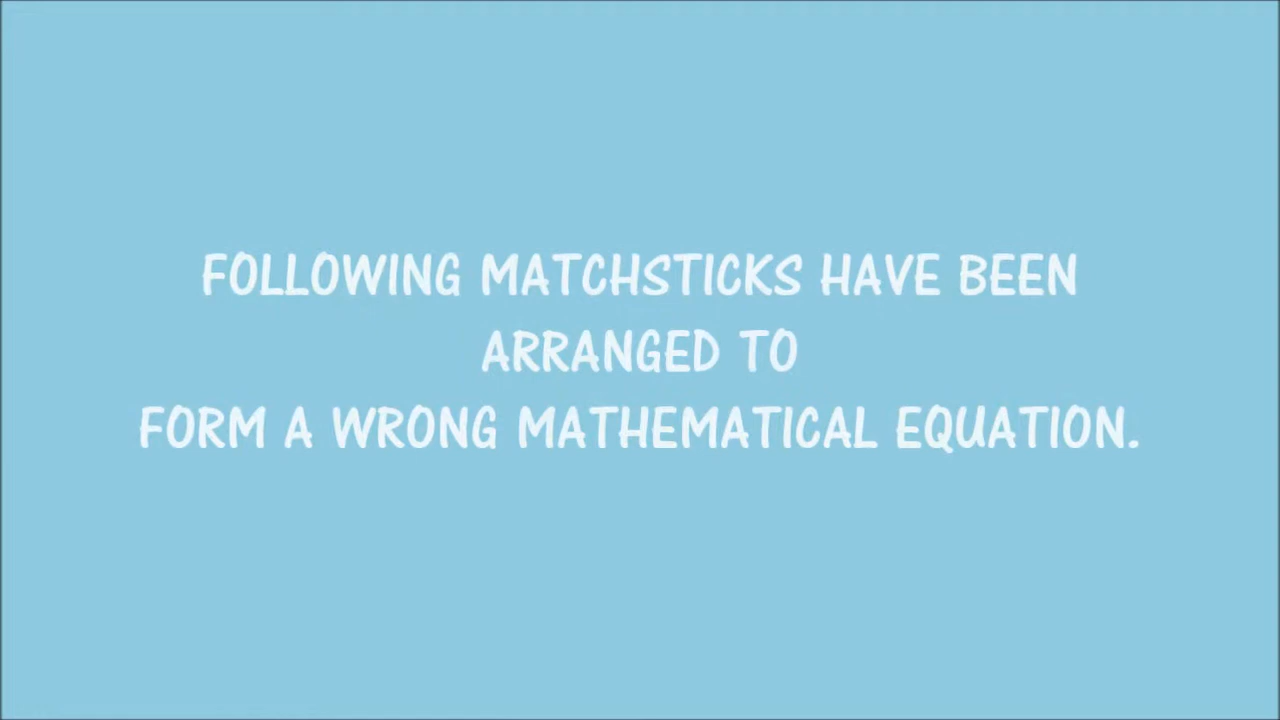 FOLLOWING MATCHSTICKS HAVE BEEN
ARRANGED TO
FORM A WRONG MATHEMATICAL EQUATION.